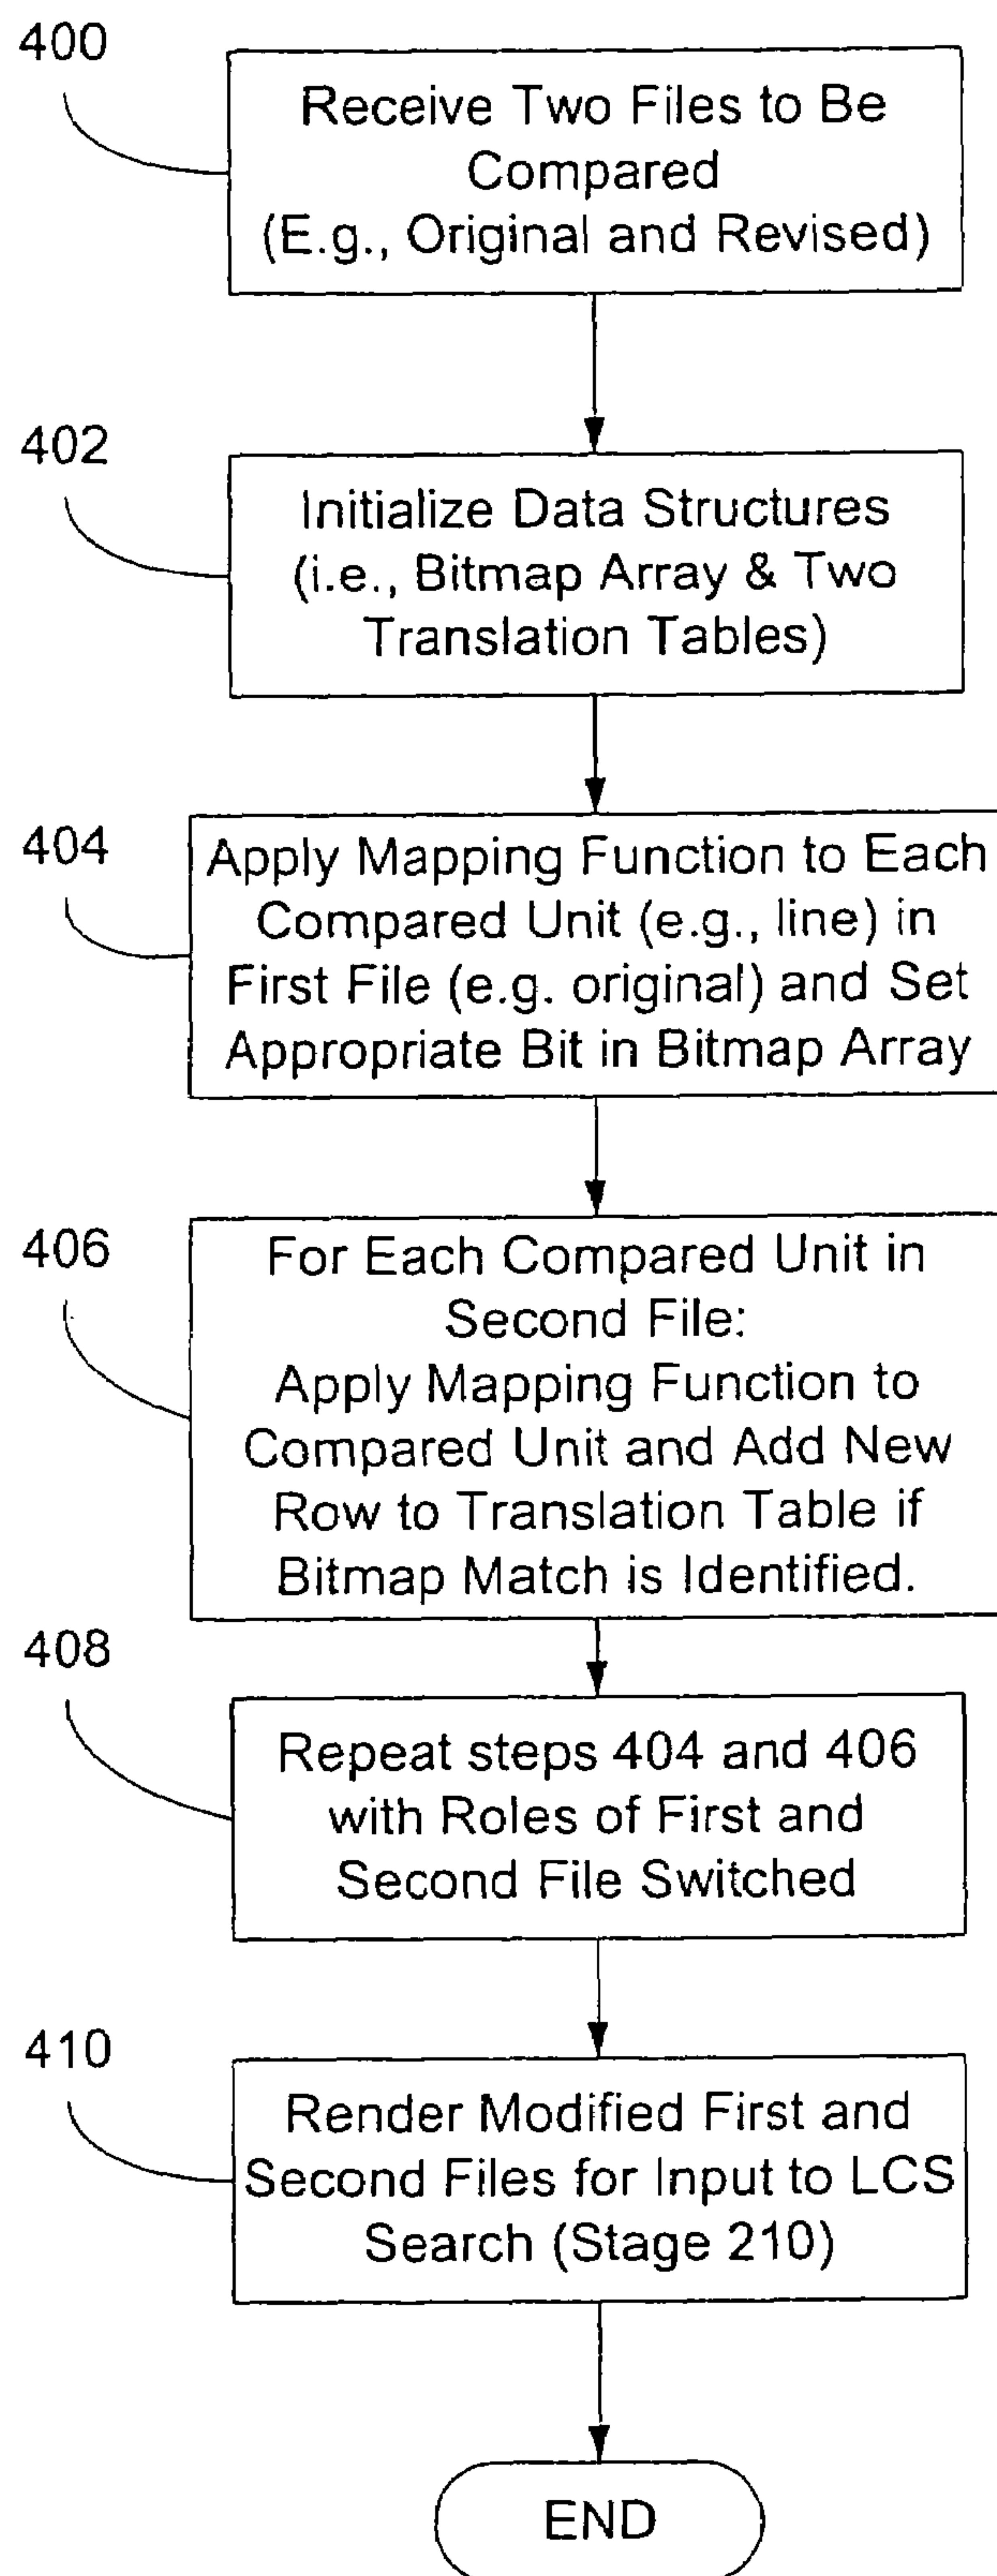 400
Receive Two Files to Be
Compared
(E.g., Original and Revised)
402
Initialize Data Structures
(i.e., Bitmap Array & Two
Translation Tables)
404
Apply Mapping Function to Each
Compared Unit (e.g., line) in
First File (e.g. original) and Set
Appropriate Bit in Bitmap Array
406
For Each Compared Unit in
Second File:
Apply Mapping Function to
Compared Unit and Add New
Row to Translation Table if
Bitmap Match is Identified.
408
Repeat steps 404 and 406
with Roles of First and
Second File Switched
410
Render Modified First and
Second Files for Input to LCS
Search (Stage 210)
END